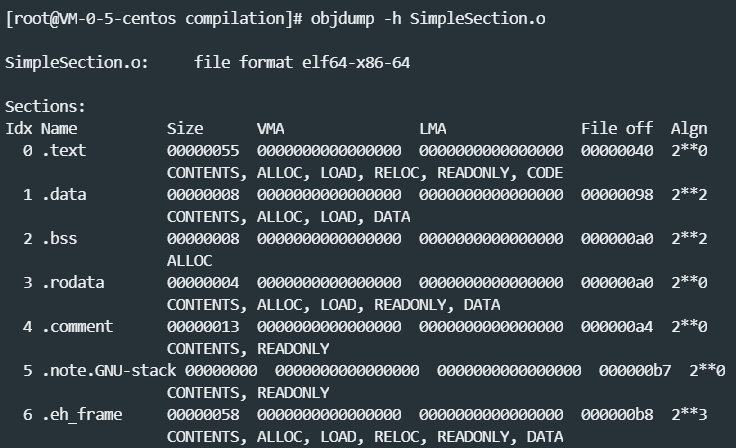 [root@VM-0-5-centos compilation]# objdump -h SimpleSection.o
SimpleSection.o:     file format elf64-x86-64
Sections:
Idx Name          Size      VMA               LMA               File off  Algn
  0 .text         00000055  0000000000000000  0000000000000000  00000040  2**0
                  CONTENTS, ALLOC, LOAD, RELOC, READONLY, CODE
  1 .data         00000008  0000000000000000  0000000000000000  00000098  2**2
                  CONTENTS, ALLOC, LOAD, DATA
  2 .bss          00000008  0000000000000000  0000000000000000  000000a0  2**2
                  ALLOC
  3 .rodata       00000004  0000000000000000  0000000000000000  000000a0  2**0
                  CONTENTS, ALLOC, LOAD, READONLY, DATA
  4 .comment      00000013  0000000000000000  0000000000000000  000000a4  2**0
                  CONTENTS, READONLY
  5 .note.GNU-stack 00000000  0000000000000000  0000000000000000  000000b7  2**0
                  CONTENTS, READONLY
  6 .eh_frame     00000058  0000000000000000  0000000000000000  000000b8  2**3
                  CONTENTS, ALLOC, LOAD, RELOC, READONLY, DATA